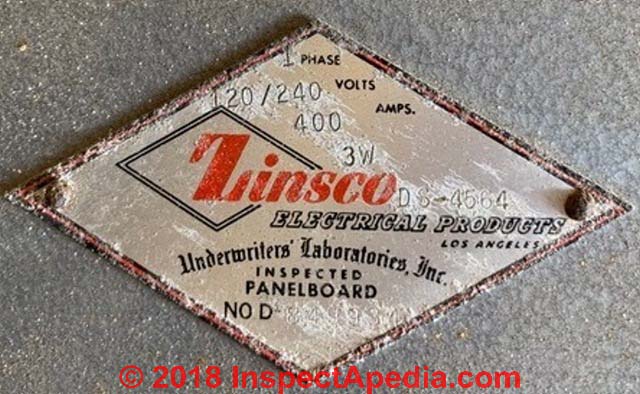 1 PHASE
120/240 VOLTS
400 AMPS.
3W
Zinsco DS-4564
ELECTRICAL PRODUCTS
LOS ANGELES
Underwriters' Laboratories, Inc.
INSPECTED
PANELBOARD
NO D
© 2018 InspectApedia.com